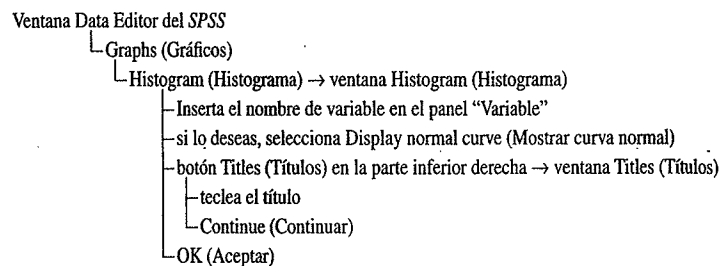 Ventana Data Editor del SPSS
Graphs (Gráficos)
Histogram (Histograma) → ventana Histogram (Histograma)
Inserta el nombre de variable en el panel “Variable”
si lo deseas, selecciona Display normal curve (Mostrar curva normal)
botón Titles (Títulos) en la parte inferior derecha → ventana Titles (Títulos)
teclea el título
Continue (Continuar)
OK (Aceptar)